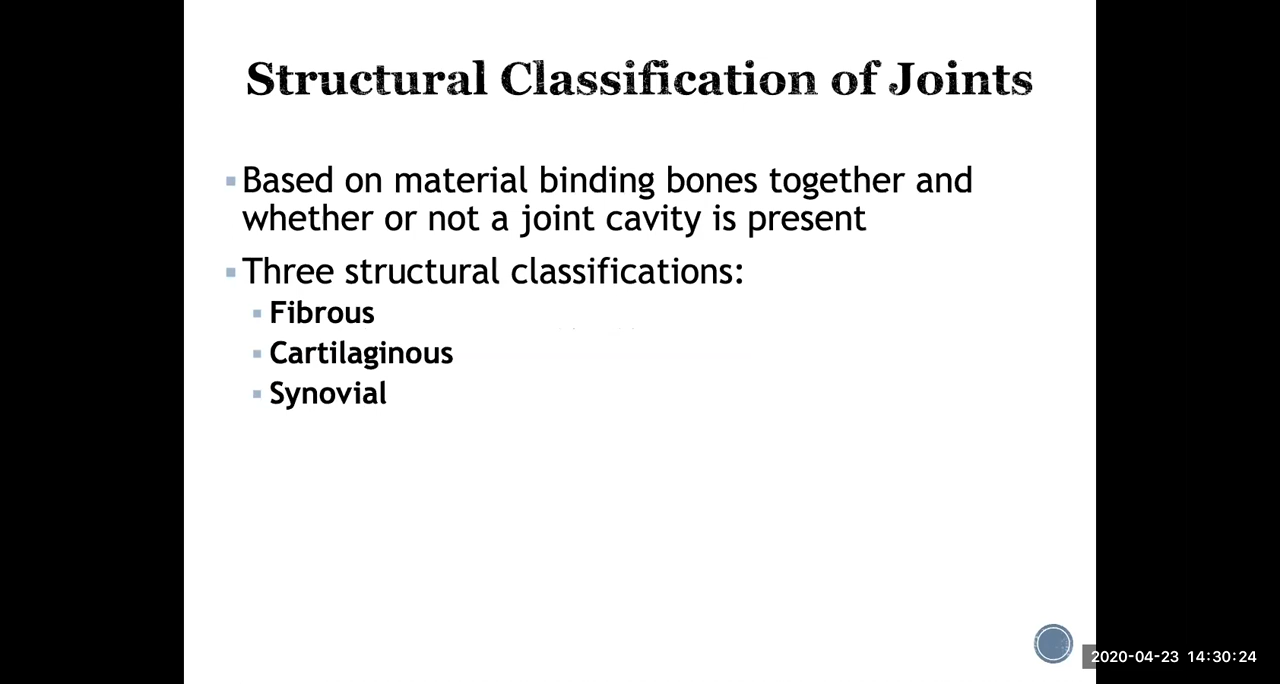 Structural Classification of Joints
Based on material binding bones together and
whether or not a joint cavity is present
Three structural classifications:
Fibrous
Cartilaginous
Synovial
2020-04-23 14:30:24